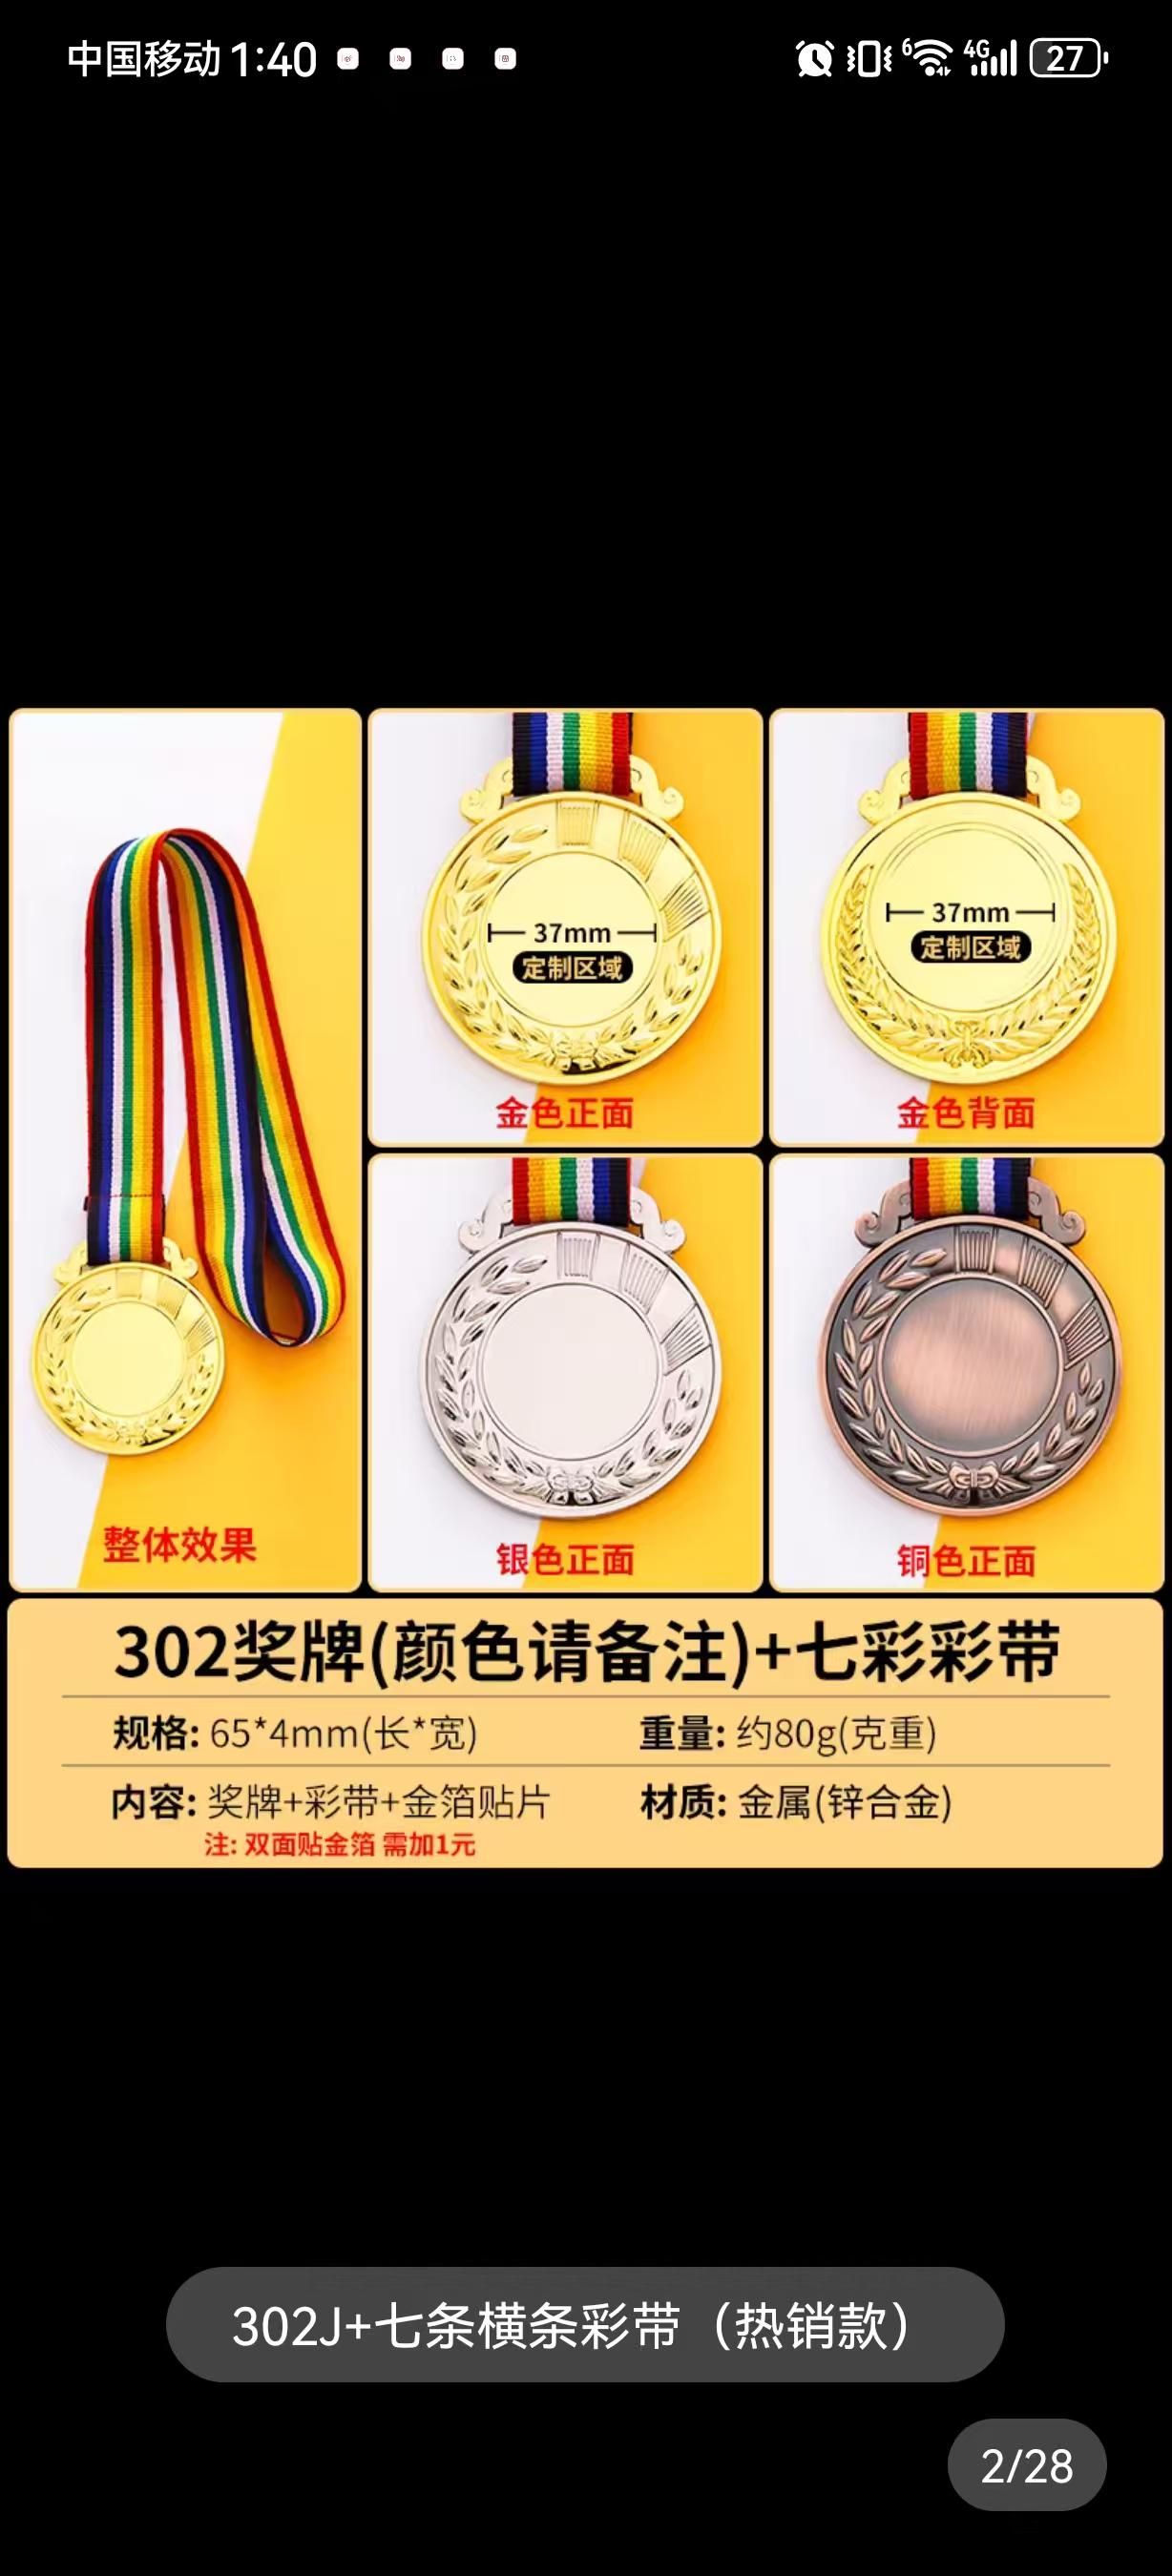 中国移动 1:40
6 4G 27
37mm
定制区域
金色正面
37mm
定制区域
金色背面
整体效果
银色正面
铜色正面
302奖牌(颜色请备注)+七彩彩带
规格: 65*4mm(长*宽)
重量: 约80g(克重)
内容: 奖牌+彩带+金箔贴片
材质: 金属(锌合金)
注: 双面贴金箔 需加1元
302J+七条横条彩带（热销款）
2/28